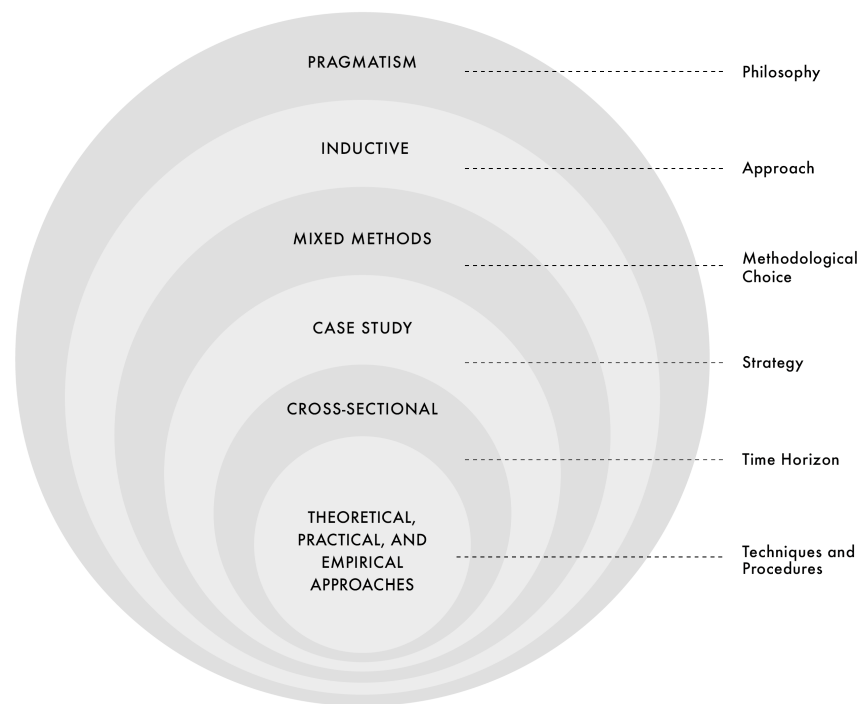 PRAGMATISM
Philosophy
INDUCTIVE
Approach
MIXED METHODS
Methodological
Choice
CASE STUDY
Strategy
CROSS-SECTIONAL
Time Horizon
THEORETICAL,
PRACTICAL, AND
EMPIRICAL
APPROACHES
Techniques and
Procedures